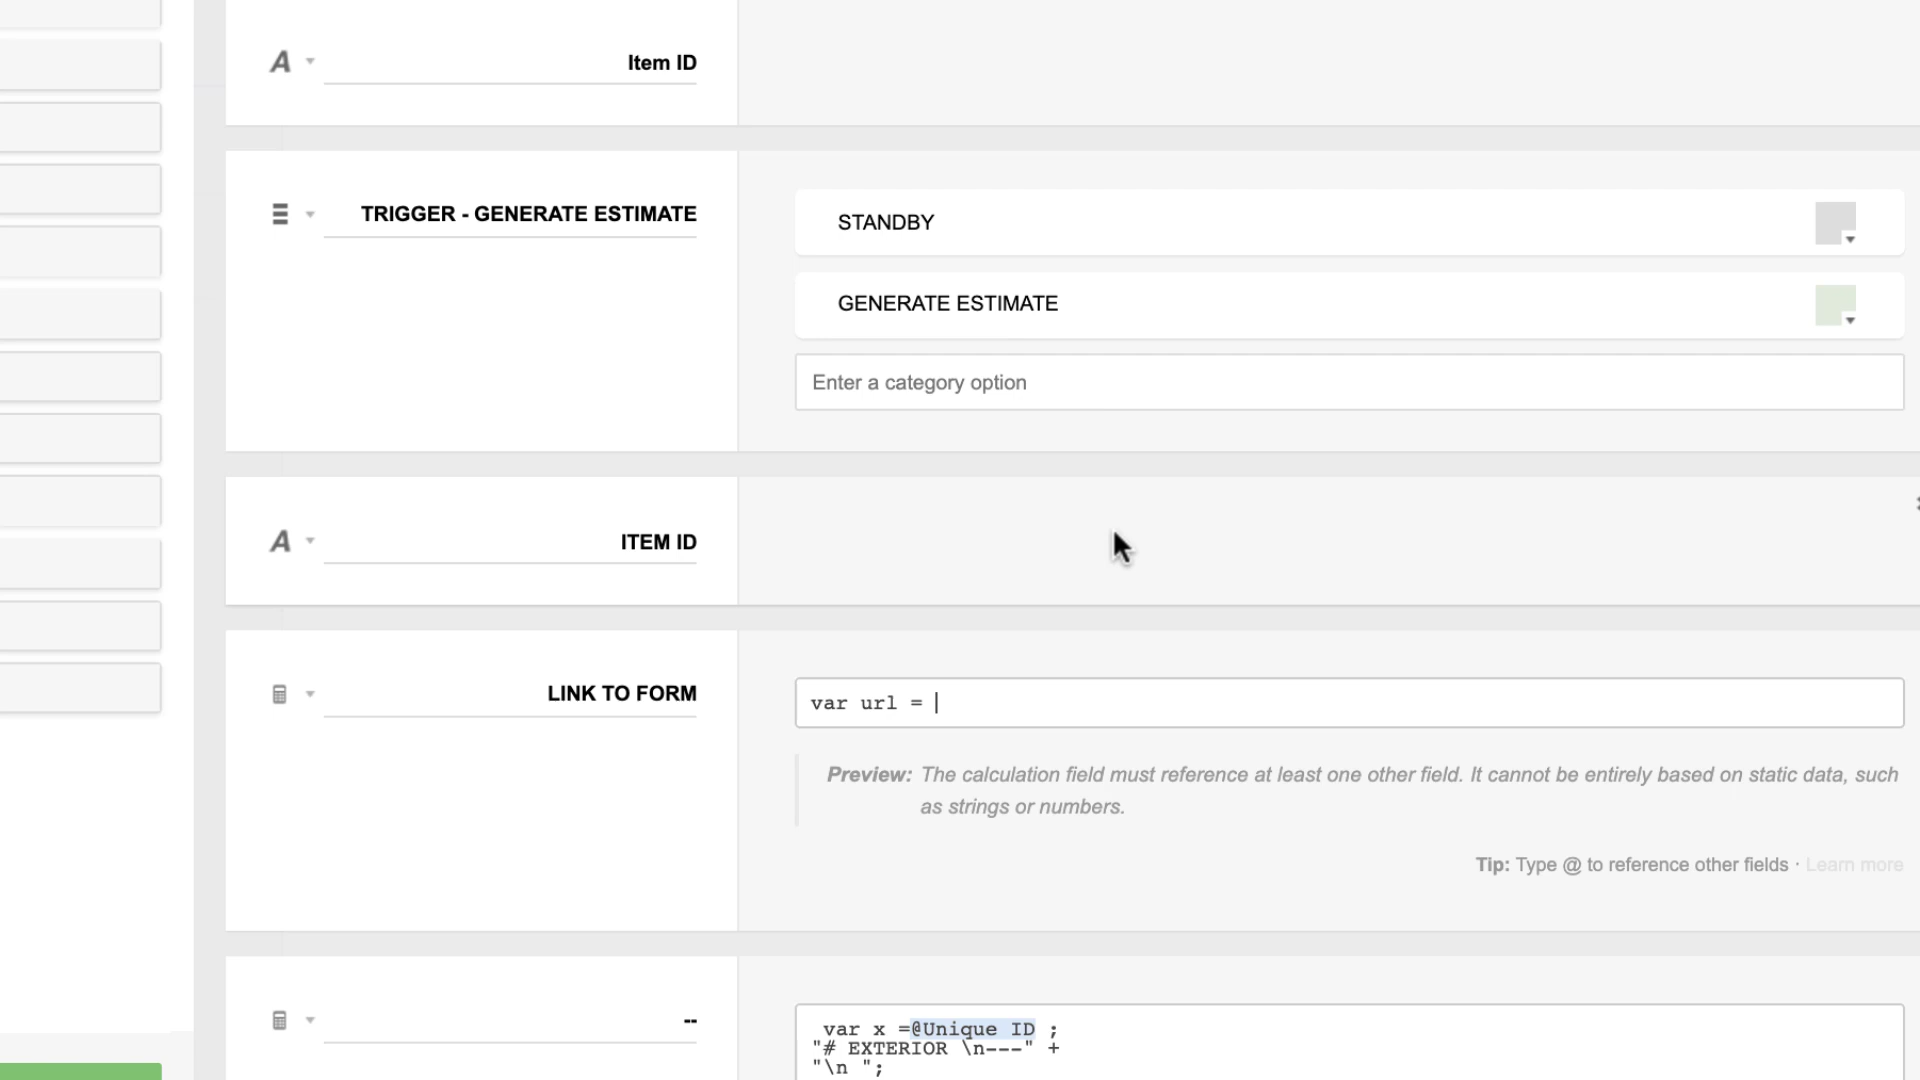 Item ID
TRIGGER - GENERATE ESTIMATE
STANDBY
GENERATE ESTIMATE
Enter a category option
ITEM ID
LINK TO FORM
var url = 
Preview: The calculation field must reference at least one other field. It cannot be entirely based on static data, such
as strings or numbers.
Tip: Type @ to reference other fields · Learn more
--
var x =@Unique ID ;
"# EXTERIOR \n---" +
"\n ";